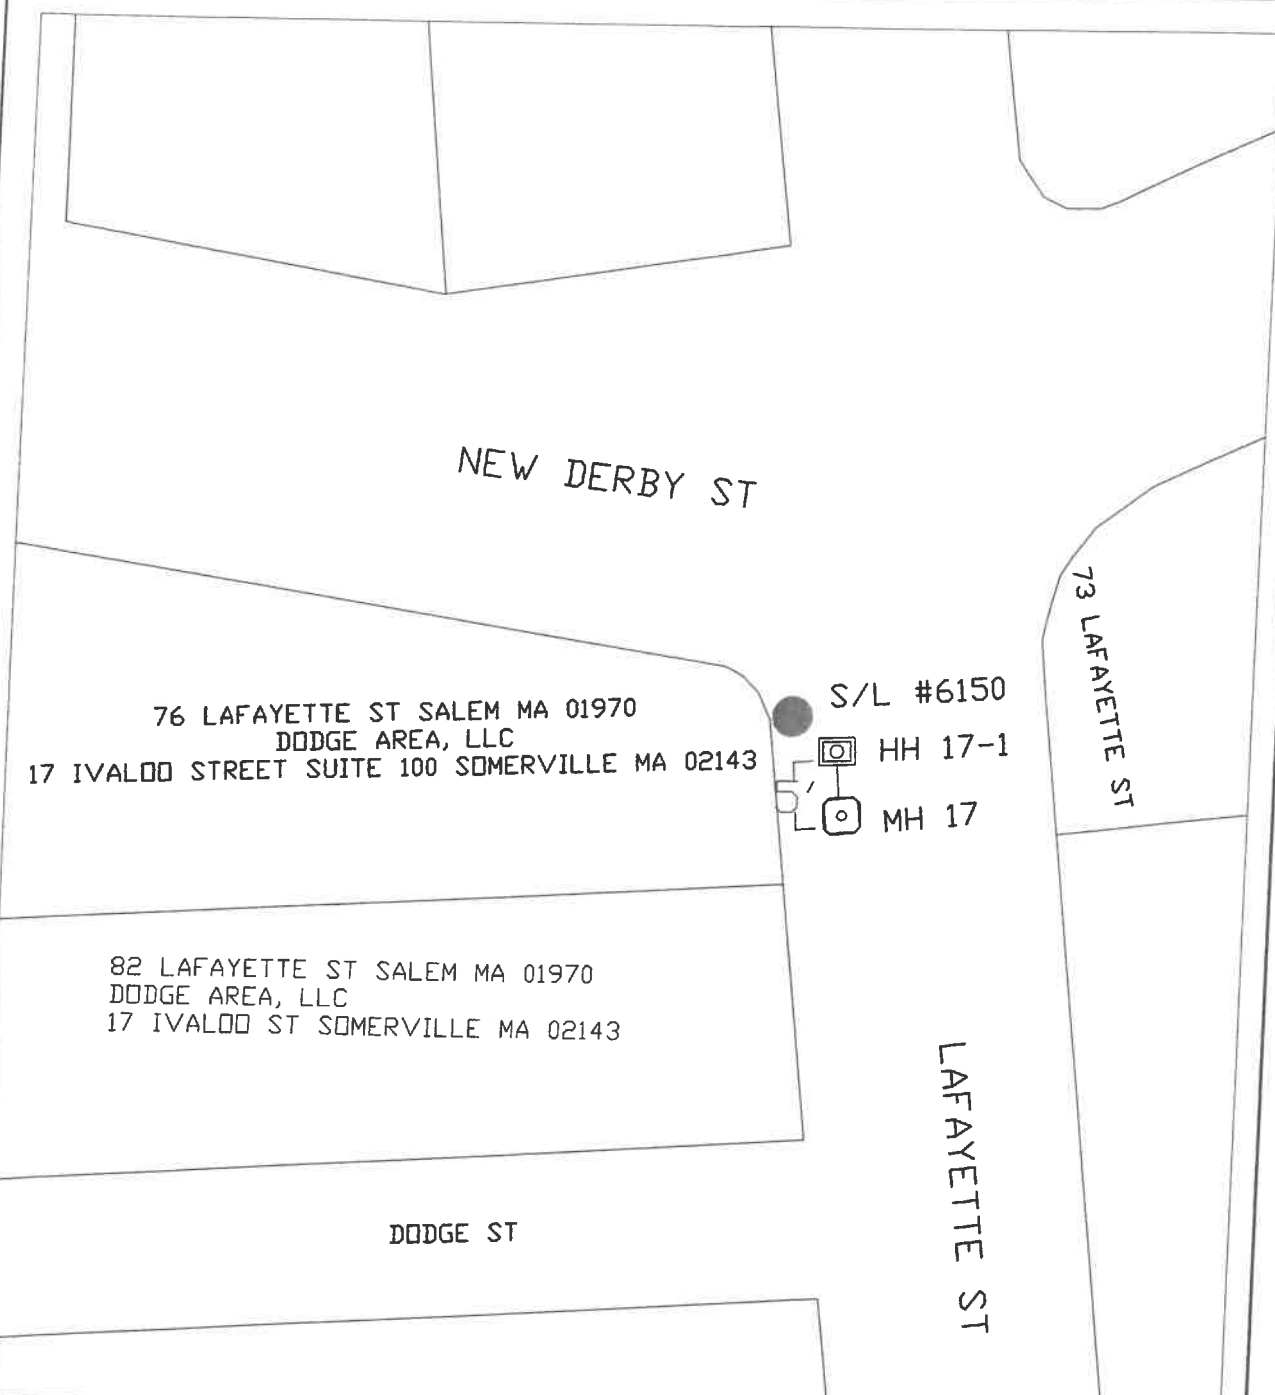 NEW DERBY ST
73 LAFAYETTE ST
S/L #6150
76 LAFAYETTE ST SALEM MA 01970
DODGE AREA, LLC
17 IVALOO STREET SUITE 100 SOMERVILLE MA 02143
HH 17-1
5'
MH 17
82 LAFAYETTE ST SALEM MA 01970
DODGE AREA, LLC
17 IVALOO ST SOMERVILLE MA 02143
LAFAYETTE ST
DODGE ST